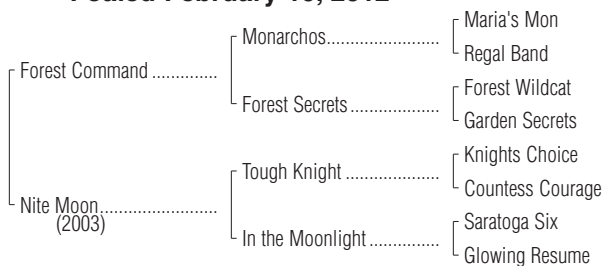 Foaled February 2012
Maria's Mon
Monarchos
Regal Band
Forest Command
Forest Wildcat
Forest Secrets
Garden Secrets
Knights Choice
Tough Knight
Countess Courage
Nite Moon
(2003)
Saratoga Six
In the Moonlight
Glowing Resume